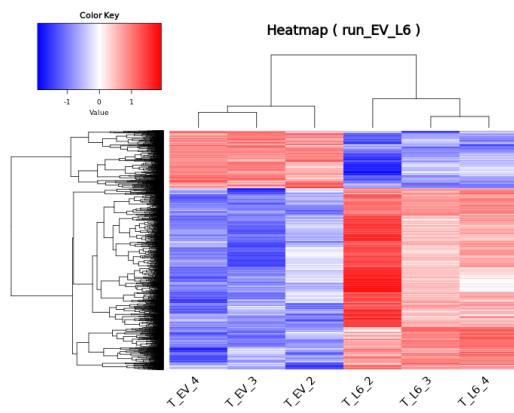 Color Key
-1 0 1
Value
Heatmap ( run_EV_L6 )
T_EV_4
T_EV_3
T_EV_2
T_L6_2
T_L6_3
T_L6_4